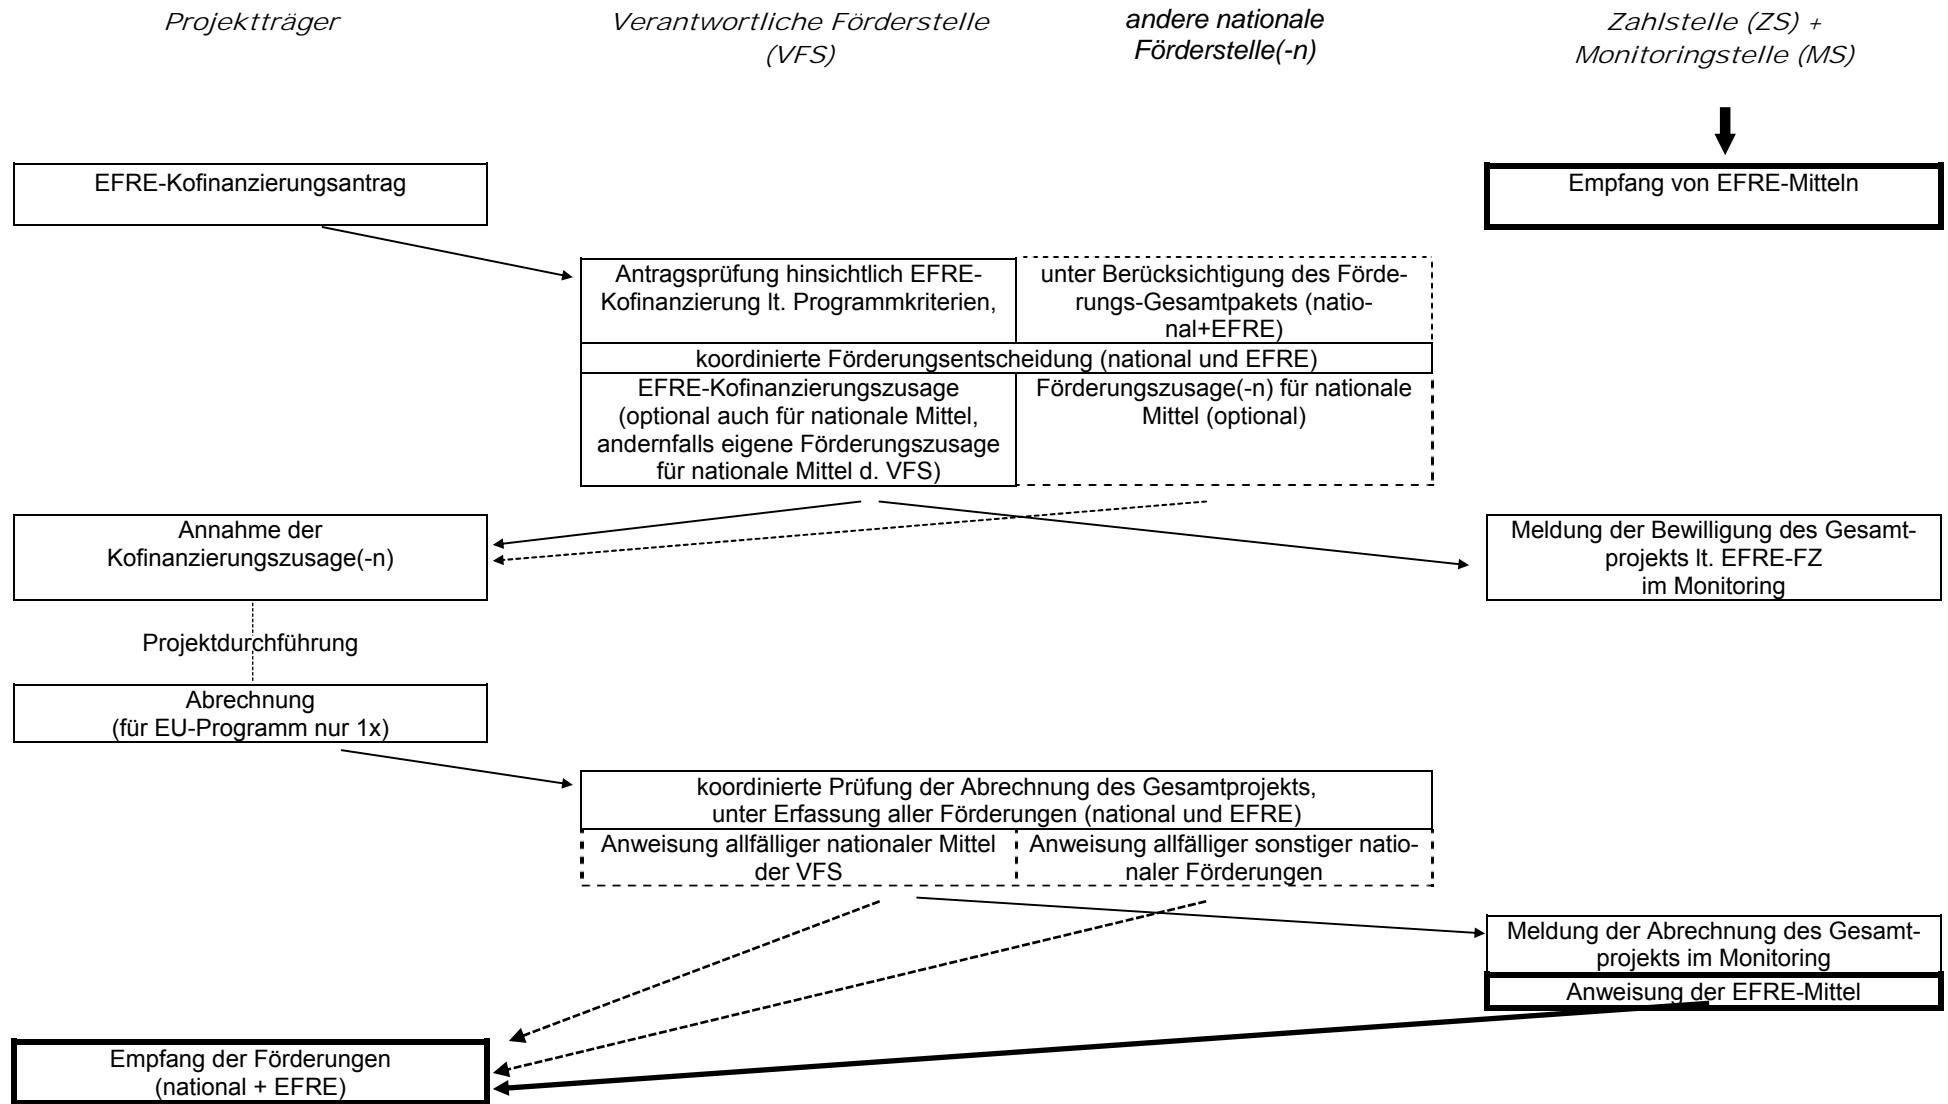 Projektträger
Verantwortliche Förderstelle
(VFS)
andere nationale
Förderstelle(-n)
Zahlstelle (ZS) +
Monitoringstelle (MS)
EFRE-Kofinanzierungsantrag
Empfang von EFRE-Mitteln
Antragsprüfung hinsichtlich EFRE-
Kofinanzierung lt. Programmkriterien,
unter Berücksichtigung des Förde-
rungs-Gesamtpakets (natio-
nal+EFRE)
koordinierte Förderungsentscheidung (national und EFRE)
EFRE-Kofinanzierungszusage
(optional auch für nationale Mittel,
andernfalls eigene Förderungszusage
für nationale Mittel d. VFS)
Förderungszusage(-n) für nationale
Mittel (optional)
Annahme der
Kofinanzierungszusage(-n)
Meldung der Bewilligung des Gesamt-
projekts lt. EFRE-FZ
im Monitoring
Projektdurchführung
Abrechnung
(für EU-Programm nur 1x)
koordinierte Prüfung der Abrechnung des Gesamtprojekts,
unter Erfassung aller Förderungen (national und EFRE)
Anweisung allfälliger nationaler Mittel
der VFS
Anweisung allfälliger sonstiger natio-
naler Förderungen
Meldung der Abrechnung des Gesamt-
projekts im Monitoring
Anweisung der EFRE-Mittel
Empfang der Förderungen
(national + EFRE)